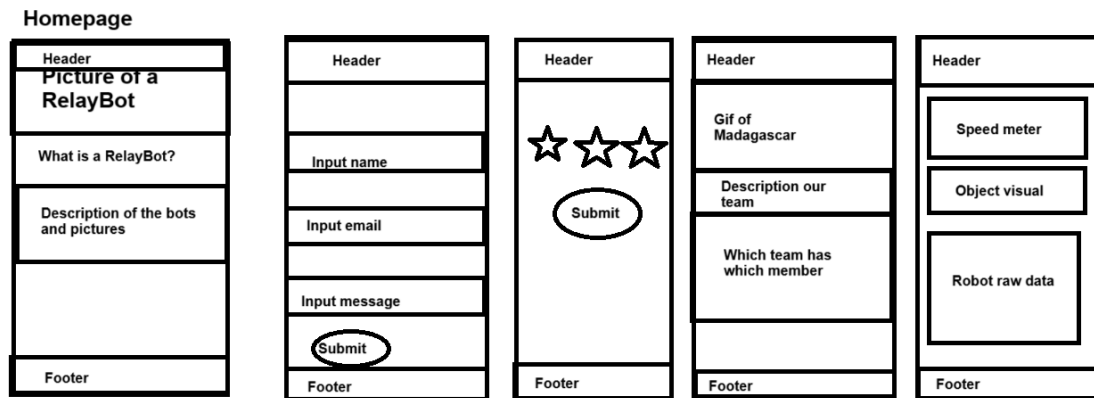 Homepage
Header
Picture of a
RelayBot
What is a RelayBot?
Description of the bots
and pictures
Footer
Header
Input name
Input email
Input message
Submit
Footer
Header
Submit
Footer
Header
Gif of
Madagascar
Description our
team
Which team has
which member
Footer
Header
Speed meter
Object visual
Robot raw data
Footer